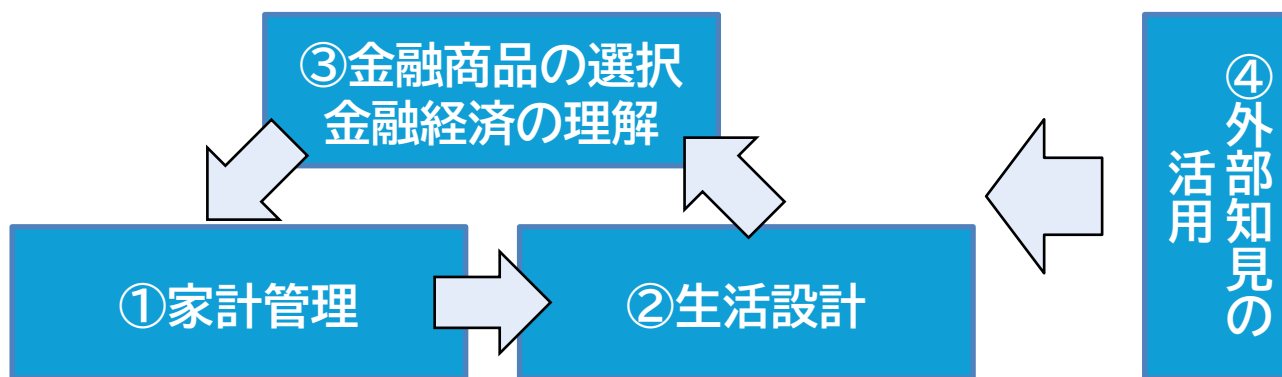 ③金融商品の選択
金融経済の理解
①家計管理
②生活設計
④外部知見の
活用